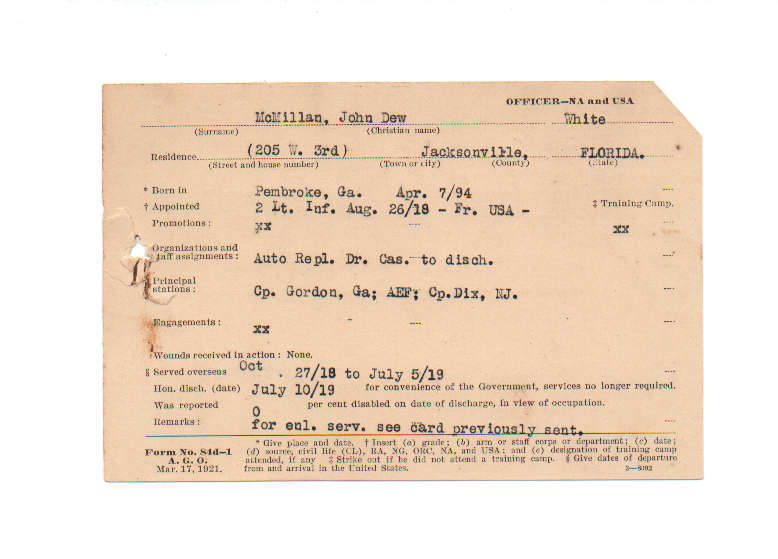 OFFICER—NA and USA
McMillan, John Dew White
(Surname) (Christian name)
Residence (205 W. 3rd) Jacksonville, FLORIDA.
(Street and house number) (Town or city) (County) (State)
* Born in Pembroke, Ga. Apr. 7/94
† Appointed 2 Lt. Inf. Aug. 26/18 - Fr. USA - ‡ Training Camp.
Promotions: xx xx
Organizations and
staff assignments: Auto Repl. Dr. Cas. to disch.
Principal
stations: Cp. Gordon, Ga; AEF; Cp.Dix, NJ.
Engagements: xx
Wounds received in action: None.
§ Served overseas Oct. 27/18 to July 5/19
Hon. disch. (date) July 10/19 for convenience of the Government, services no longer required.
Was reported 0 per cent disabled on date of discharge, in view of occupation.
Remarks: for enl. serv. see card previously sent.
* Give place and date. † Insert (a) grade; (b) arm or staff corps or department; (c) date;
Form No. 84d-1 (d) source, civil life (CL), RA, NG, ORC, NA, and USA; and (e) designation of training camp
A. G. O. attended, if any ‡ Strike out if he did not attend a training camp. § Give dates of departure
Mar. 17, 1921. from and arrival in the United States. 3—6092